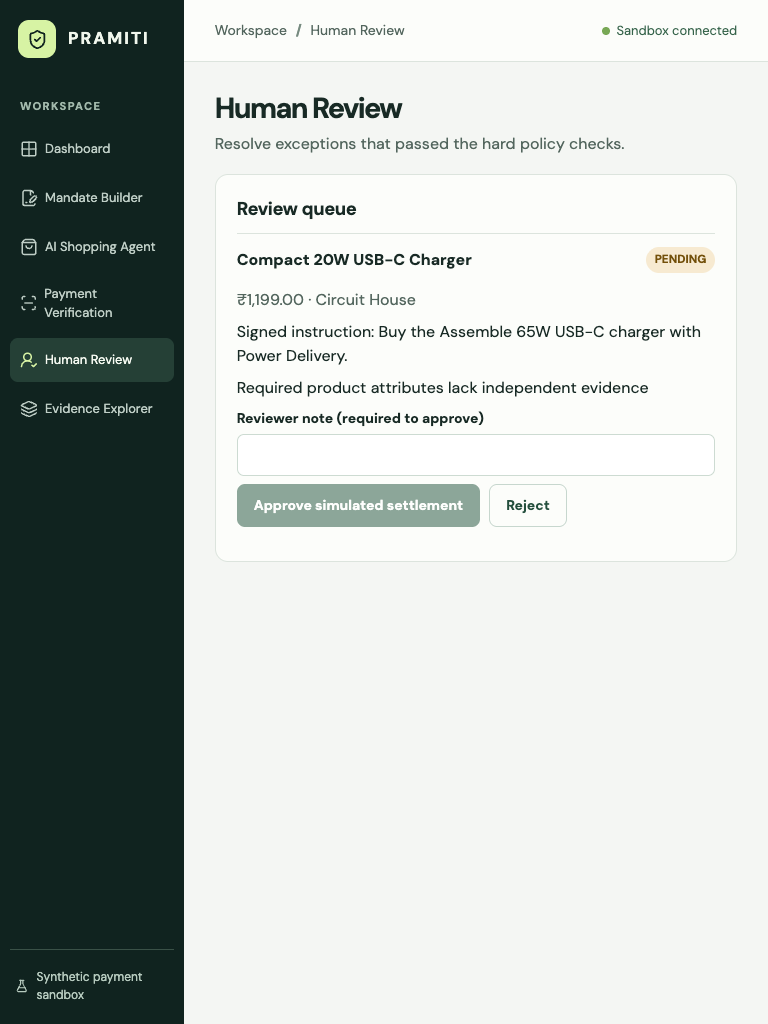 PRAMITI
WORKSPACE
Dashboard
Mandate Builder
AI Shopping Agent
Payment
Verification
Human Review
Evidence Explorer
Synthetic payment
sandbox
Workspace / Human Review
Sandbox connected
Human Review
Resolve exceptions that passed the hard policy checks.
Review queue
Compact 20W USB-C Charger
PENDING
₹1,199.00 · Circuit House
Signed instruction: Buy the Assemble 65W USB-C charger with
Power Delivery.
Required product attributes lack independent evidence
Reviewer note (required to approve)
Approve simulated settlement
Reject